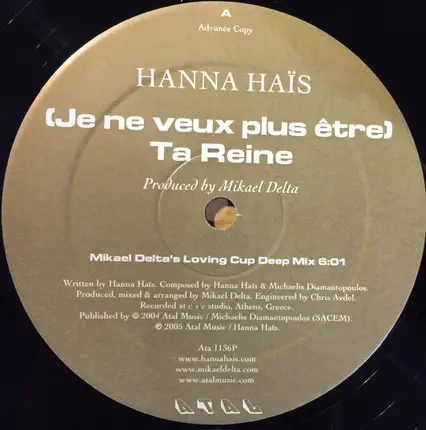 A
Advance Copy
HANNA HAÏS
(Je ne veux plus être)
Ta Reine
Produced by Mikael Delta
Mikael Delta's Loving Cup Deep Mix 6:01
Written by Hanna Haïs. Composed by Hanna Haïs & Michaelis Diamantopoulos.
Produced, mixed & arranged by Mikael Delta. Engineered by Chris Avdel.
Recorded at c + c studio, Athens, Greece.
Published by © 2004 Atal Music / Michaelis Diamantopoulos (SACEM).
℗ 2005 Atal Music / Hanna Haïs.
Ata 1136P
www.hannahais.com
www.mikaeldelta.com
www.atalmusic.com
ATAL